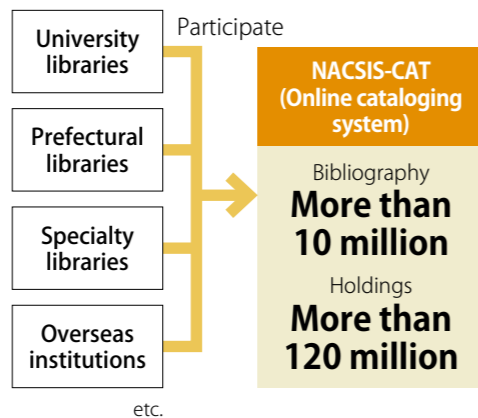 University
libraries
Prefectural
libraries
Specialty
libraries
Overseas
institutions
etc.
Participate
NACSIS-CAT
(Online cataloging
system)
Bibliography
More than
10 million
Holdings
More than
120 million